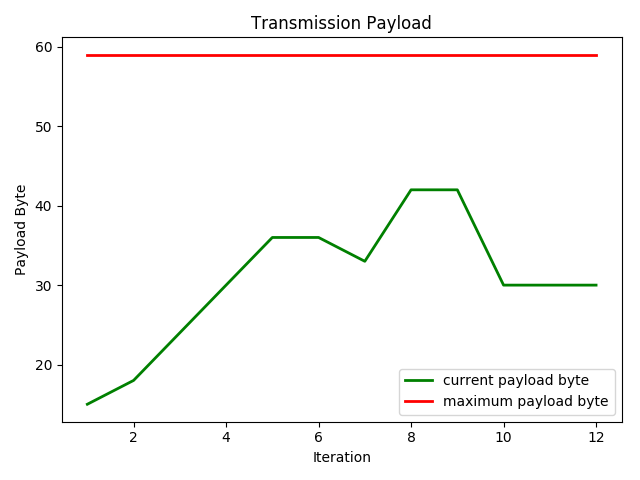 Transmission Payload
60
50
40
30
20
Payload Byte
2 4 6 8 10 12
Iteration
current payload byte
maximum payload byte